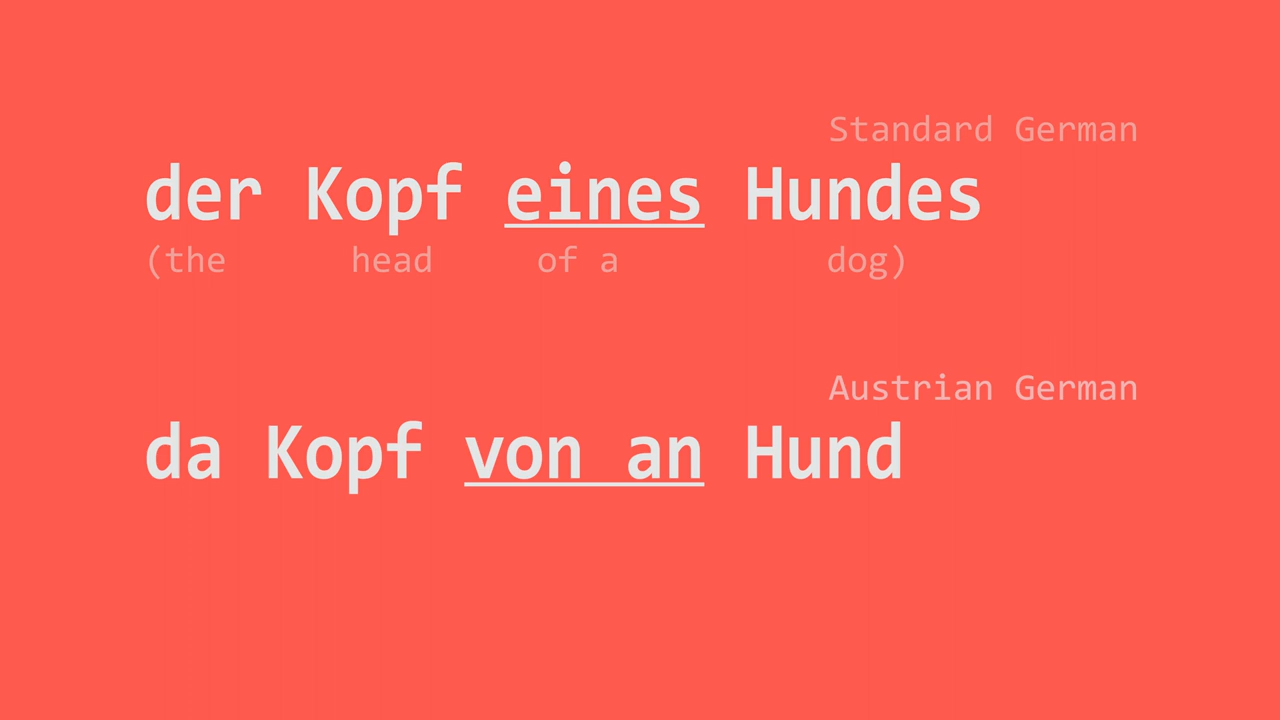 Standard German
der Kopf eines Hundes
(the head of a dog)
Austrian German
da Kopf von an Hund